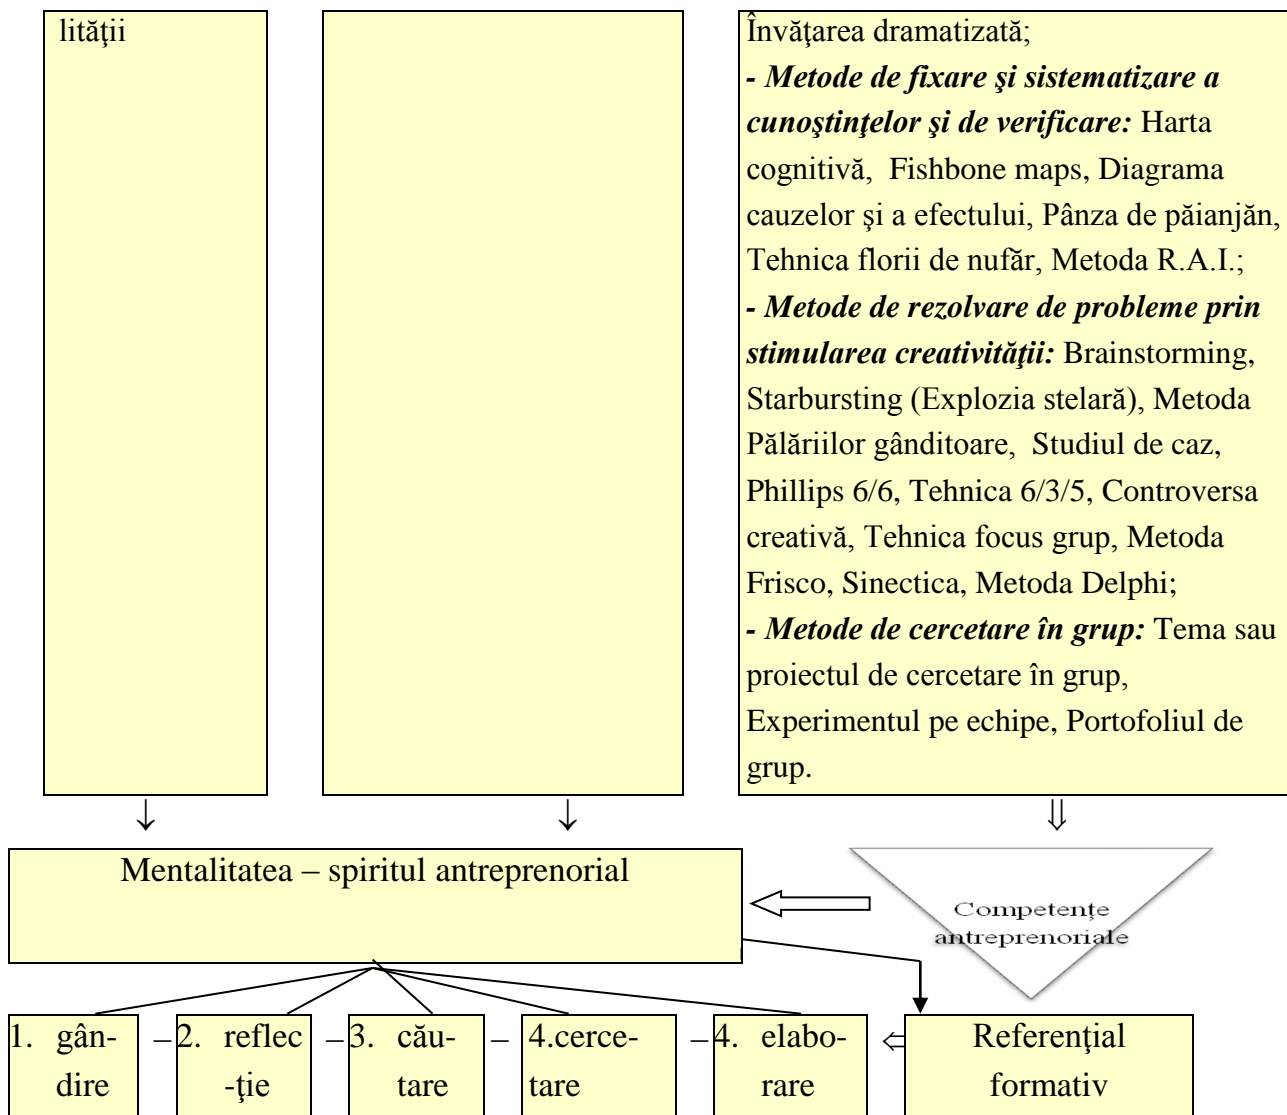 lităţii
Învăţarea dramatizată;
- Metode de fixare şi sistematizare a
cunoştinţelor şi de verificare: Harta
cognitivă, Fishbone maps, Diagrama
cauzelor şi a efectului, Pânza de păianjăn,
Tehnica florii de nufăr, Metoda R.A.I.;
- Metode de rezolvare de probleme prin
stimularea creativităţii: Brainstorming,
Starbursting (Explozia stelară), Metoda
Pălăriilor gânditoare, Studiul de caz,
Phillips 6/6, Tehnica 6/3/5, Controversa
creativă, Tehnica focus grup, Metoda
Frisco, Sinectica, Metoda Delphi;
- Metode de cercetare în grup: Tema sau
proiectul de cercetare în grup,
Experimentul pe echipe, Portofoliul de
grup.
↓ ↓ ⇓
Mentalitatea – spiritul antreprenorial
Competenţe
antreprenoriale
1. gân-
dire
–
2. reflec
-ţie
–
3. cău-
tare
–
4.cerce-
tare
–
4. elabo-
rare
⇐
Referenţial
formativ